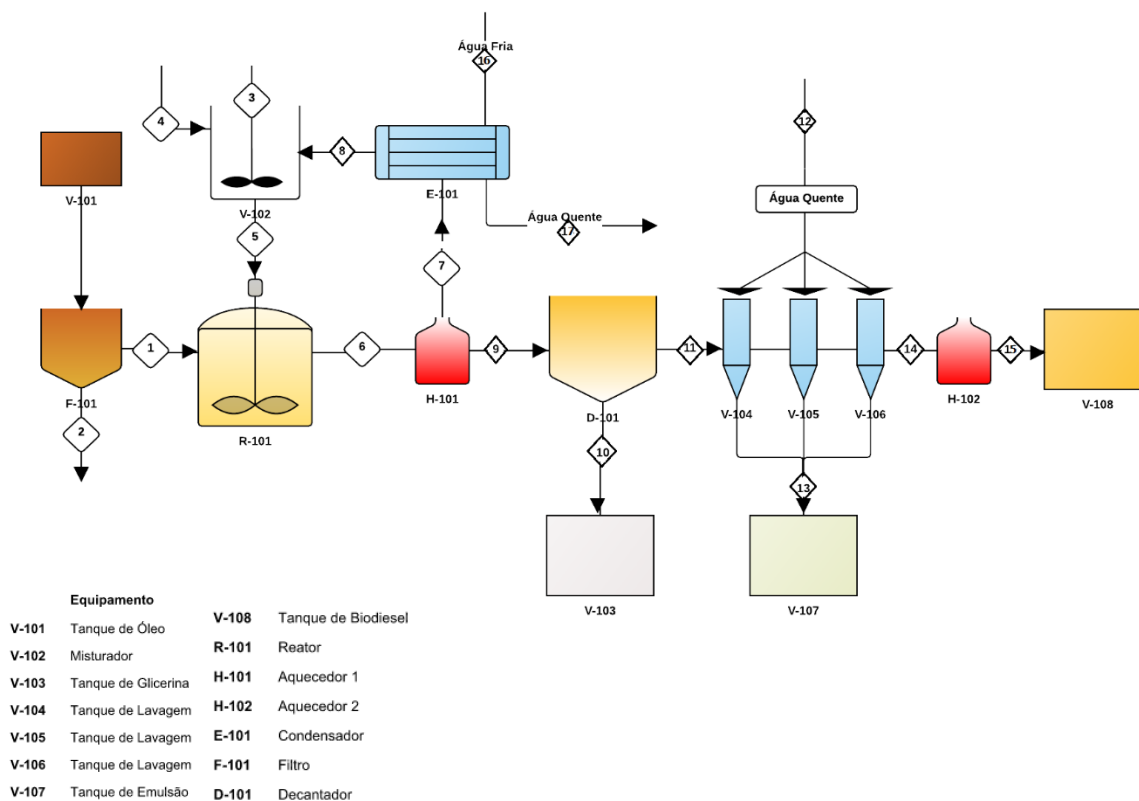 Água Fria
16
3
4
12
8
V-101
E-101
Água Quente
V-102
Água Quente
17
5
7
1
6
9
11
14
15
F-101
H-101
D-101
V-104
V-105
V-106
H-102
V-108
2
R-101
10
13
V-103
V-107
Equipamento
V-101 Tanque de Óleo
V-102 Misturador
V-103 Tanque de Glicerina
V-104 Tanque de Lavagem
V-105 Tanque de Lavagem
V-106 Tanque de Lavagem
V-107 Tanque de Emulsão
V-108 Tanque de Biodiesel
R-101 Reator
H-101 Aquecedor 1
H-102 Aquecedor 2
E-101 Condensador
F-101 Filtro
D-101 Decantador